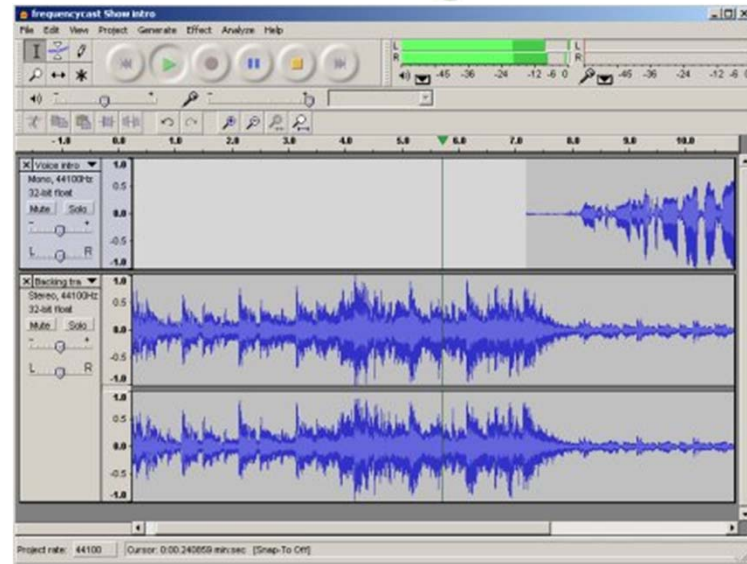 frequencycast Show intro
File Edit View Project Generate Effect Analyze Help
L
R
-45 -36 -24 -12 -6 0
L
R
-45 -36 -24 -12 -6 0
- 1.0 0.0 1.0 2.0 3.0 4.0 5.0 6.0 7.0 8.0 9.0 10.0
X Voice intro
Mono, 44100Hz
32-bit float
Mute Solo
- +
L R
1.0
0.5
0.0
-0.5
-1.0
X Backing tra
Stereo, 44100Hz
32-bit float
Mute Solo
- +
L R
1.0
0.5
0.0
-0.5
-1.0
1.0
0.5
0.0
-0.5
-1.0
Project rate: 44100 Cursor: 0:00.240859 min:sec [Snap-To Off]